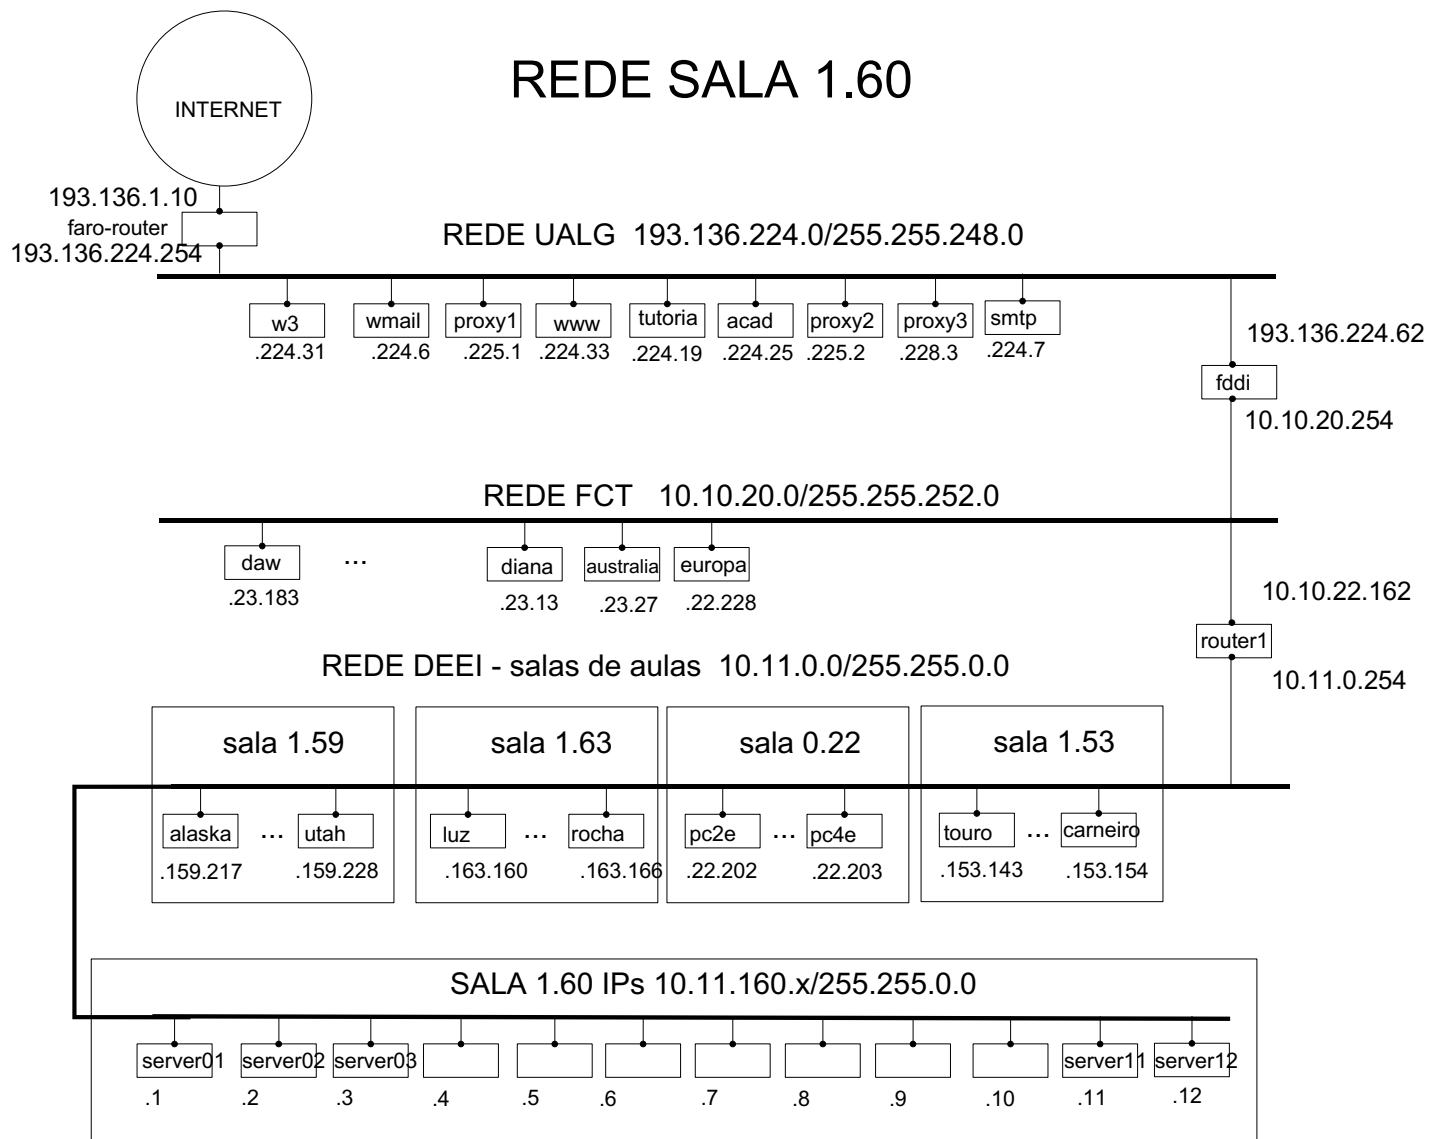 REDE SALA 1.60
INTERNET
193.136.1.10
faro-router
193.136.224.254
REDE UALG 193.136.224.0/255.255.248.0
w3 wmail proxy1 www tutoria acad proxy2 proxy3 smtp
.224.31 .224.6 .225.1 .224.33 .224.19 .224.25 .225.2 .228.3 .224.7
193.136.224.62
fddi
10.10.20.254
REDE FCT 10.10.20.0/255.255.252.0
daw ... diana australia europa
.23.183 .23.13 .23.27 .22.228
10.10.22.162
router1
10.11.0.254
REDE DEEI - salas de aulas 10.11.0.0/255.255.0.0
sala 1.59 sala 1.63 sala 0.22 sala 1.53
alaska ... utah luz ... rocha pc2e ... pc4e touro ... carneiro
.159.217 .159.228 .163.160 .163.166 .22.202 .22.203 .153.143 .153.154
SALA 1.60 IPs 10.11.160.x/255.255.0.0
server01 server02 server03 server11 server12
.1 .2 .3 .4 .5 .6 .7 .8 .9 .10 .11 .12